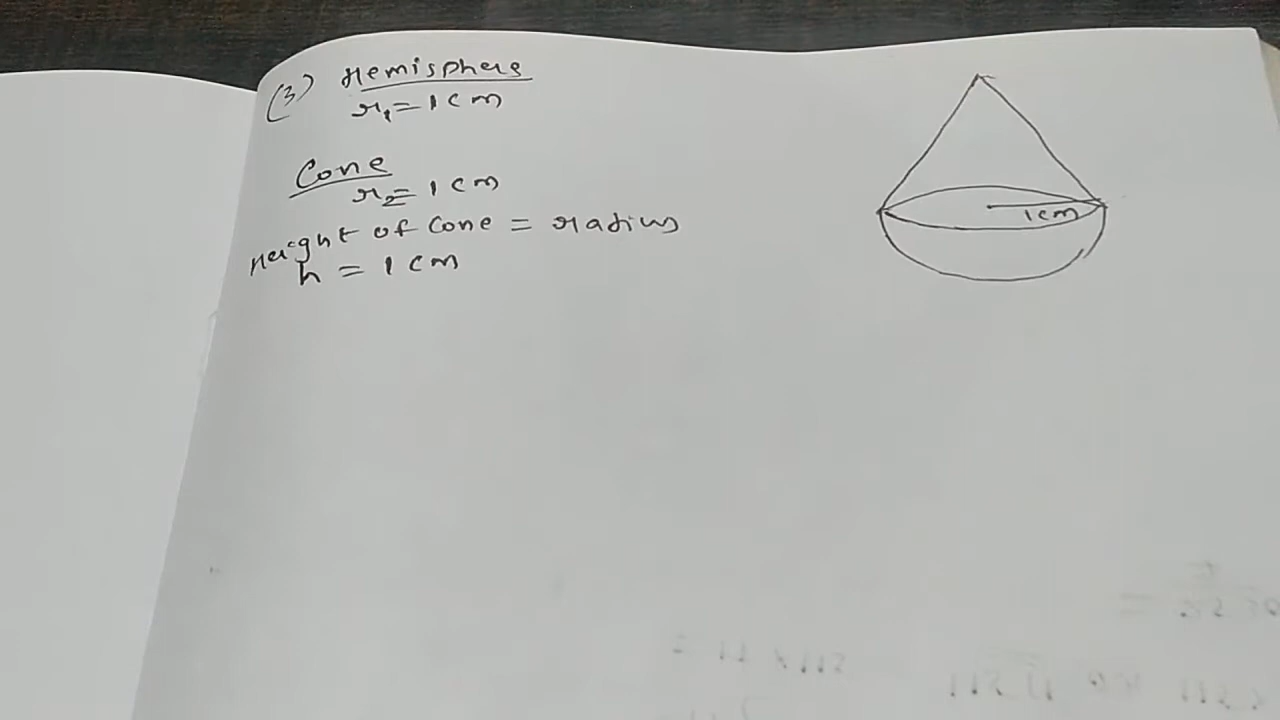 (3) Hemisphere
r₁ = 1 cm
Cone
r₂ = 1 cm
Height of Cone = radius
h = 1 cm
1cm